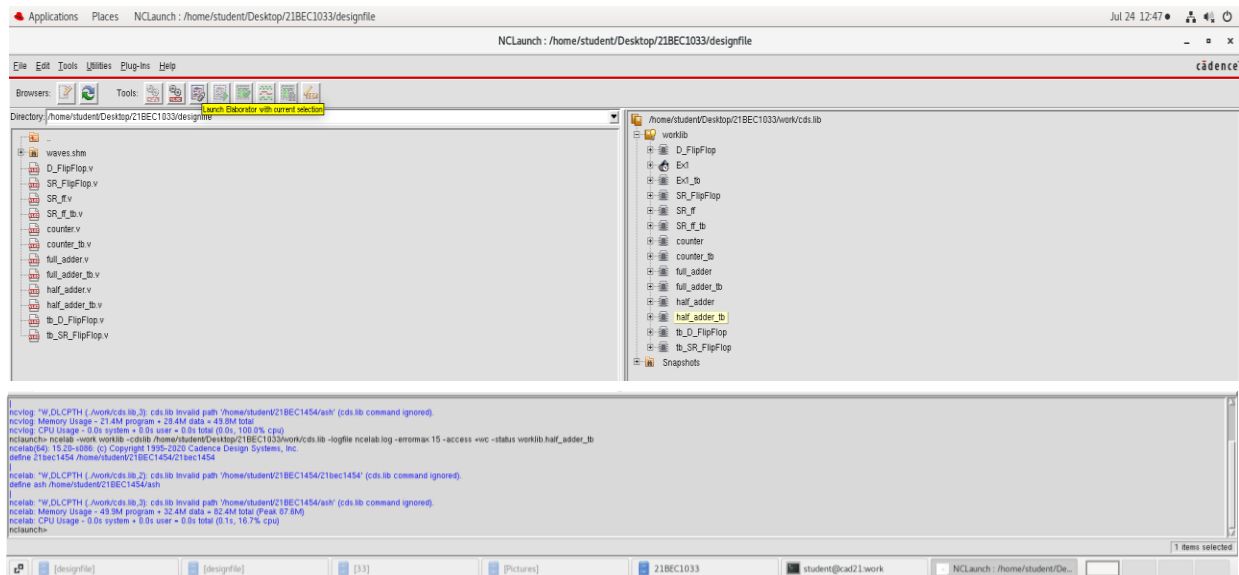 Applications Places NCLaunch : /home/student/Desktop/21BEC1033/designfile Jul 24 12:47
NCLaunch : /home/student/Desktop/21BEC1033/designfile
File Edit Tools Utilities Plug-Ins Help cādence
Browsers: Tools:
Launch Elaborator with current selection
Directory: /home/student/Desktop/21BEC1033/designfile
..
waves.shm
D_FlipFlop.v
SR_FlipFlop.v
SR_ff.v
SR_ff_tb.v
counter.v
counter_tb.v
full_adder.v
full_adder_tb.v
half_adder.v
half_adder_tb.v
tb_D_FlipFlop.v
tb_SR_FlipFlop.v
/home/student/Desktop/21BEC1033/work/cds.lib
worklib
D_FlipFlop
Ex1
Ex1_tb
SR_FlipFlop
SR_ff
SR_ff_tb
counter
counter_tb
full_adder
full_adder_tb
half_adder
half_adder_tb
tb_D_FlipFlop
tb_SR_FlipFlop
Snapshots
|
ncvlog: *W,DLCPTH (./work/cds.lib,3): cds.lib Invalid path '/home/student/21BEC1454/ash' (cds.lib command ignored).
ncvlog: Memory Usage - 21.4M program + 28.4M data = 49.8M total
ncvlog: CPU Usage - 0.0s system + 0.0s user = 0.0s total (0.0s, 100.0% cpu)
nclaunch> ncelab -work worklib -cdslib /home/student/Desktop/21BEC1033/work/cds.lib -logfile ncelab.log -errormax 15 -access +wc -status worklib.half_adder_tb
ncelab(64): 15.20-s086: (c) Copyright 1995-2020 Cadence Design Systems, Inc.
define 21bec1454 /home/student/21BEC1454/21bec1454
|
ncelab: *W,DLCPTH (./work/cds.lib,2): cds.lib Invalid path '/home/student/21BEC1454/21bec1454' (cds.lib command ignored).
define ash /home/student/21BEC1454/ash
|
ncelab: *W,DLCPTH (./work/cds.lib,3): cds.lib Invalid path '/home/student/21BEC1454/ash' (cds.lib command ignored).
ncelab: Memory Usage - 49.9M program + 32.4M data = 82.4M total (Peak 87.6M)
ncelab: CPU Usage - 0.0s system + 0.0s user = 0.0s total (0.1s, 16.7% cpu)
nclaunch>
1 items selected
[designfile] [designfile] [33] [Pictures] 21BEC1033 student@cad21:work NCLaunch : /home/student/De...